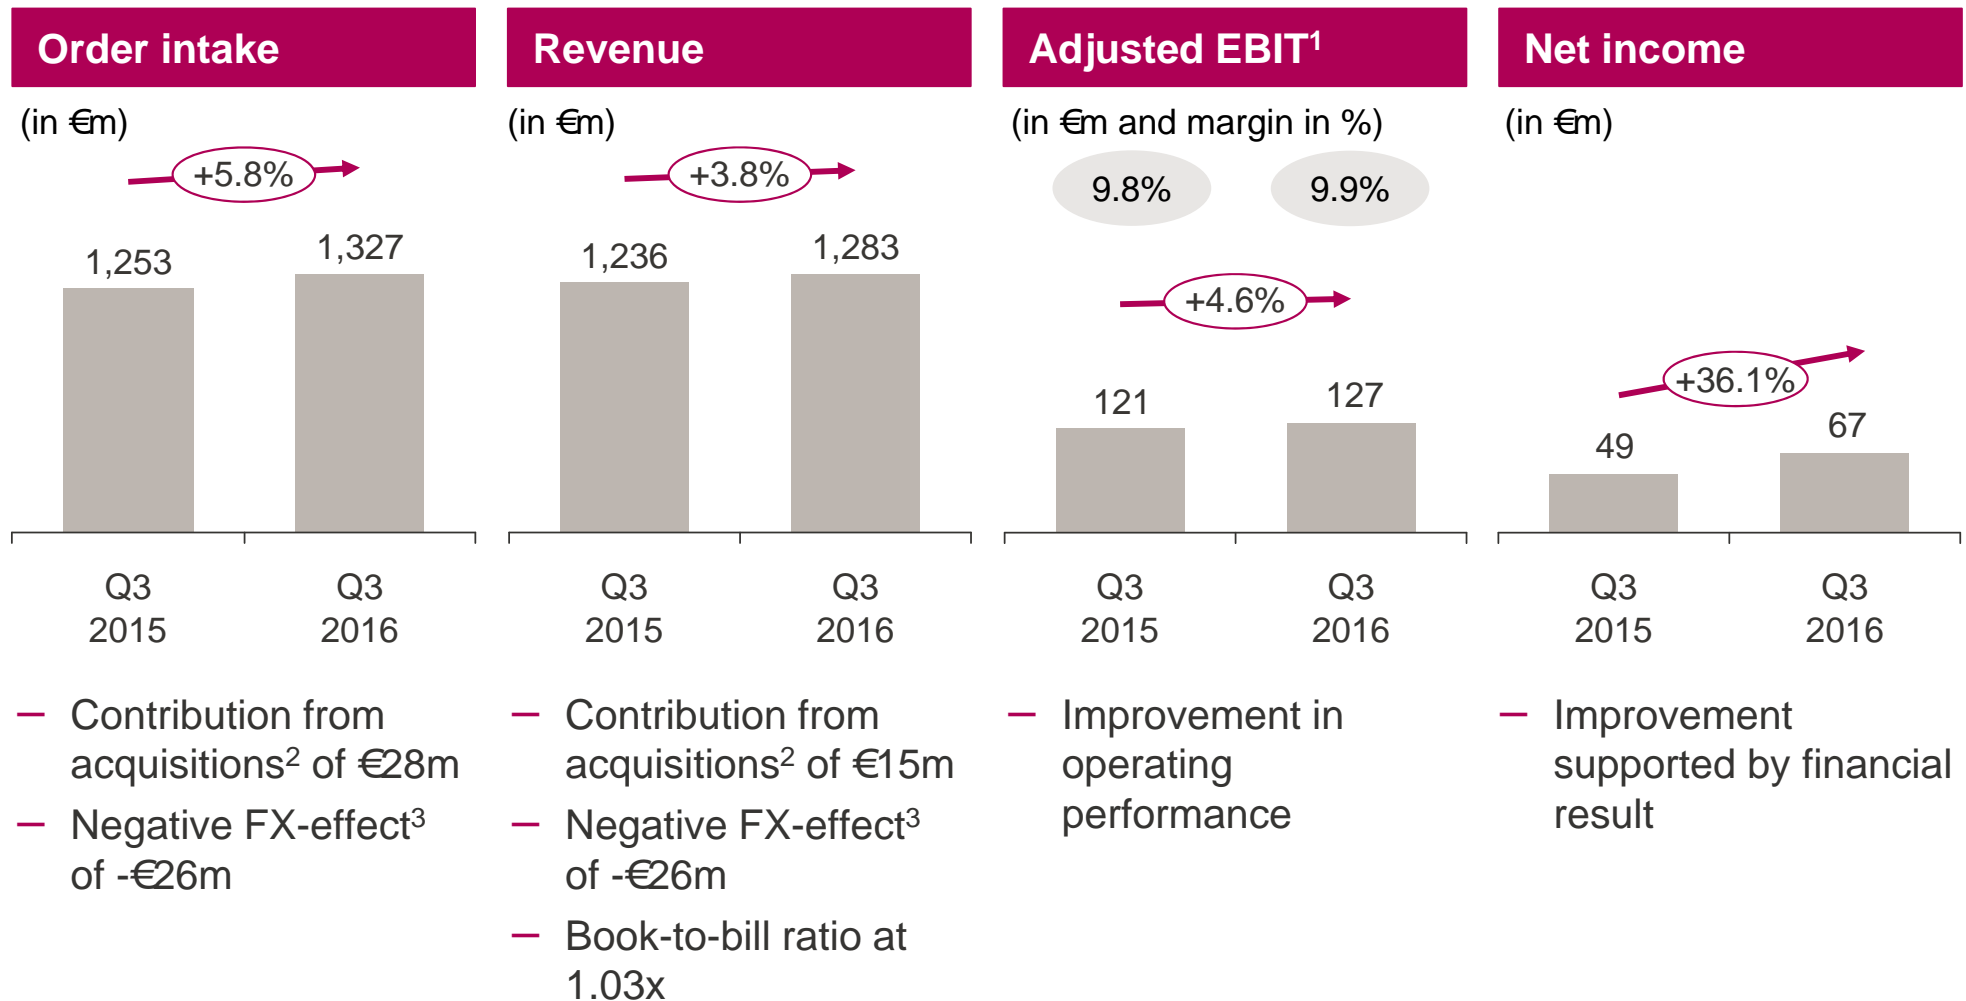 Order intake
(in €m)
+5.8%
1,253
1,327
Q3
2015
Q3
2016
— Contribution from
acquisitions² of €28m
— Negative FX-effect³
of -€26m
Revenue
(in €m)
+3.8%
1,236
1,283
Q3
2015
Q3
2016
— Contribution from
acquisitions² of €15m
— Negative FX-effect³
of -€26m
— Book-to-bill ratio at
1.03x
Adjusted EBIT¹
(in €m and margin in %)
9.8%
9.9%
+4.6%
121
127
Q3
2015
Q3
2016
— Improvement in
operating
performance
Net income
(in €m)
+36.1%
49
67
Q3
2015
Q3
2016
— Improvement
supported by financial
result